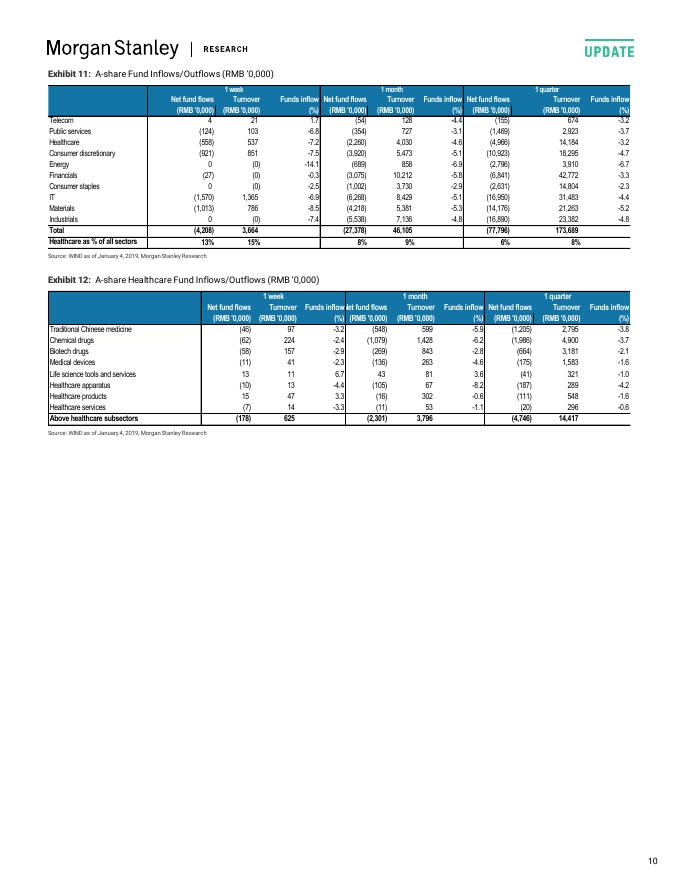 Morgan Stanley | RESEARCH
UPDATE
Exhibit 11: A-share Fund Inflows/Outflows (RMB '0,000)
1 week 1 month 1 quarter
Net fund flows Turnover Funds inflow Net fund flows Turnover Funds inflow Net fund flows Turnover Funds inflow
(RMB '0,000) (RMB '0,000) (%) (RMB '0,000) (RMB '0,000) (%) (RMB '0,000) (RMB '0,000) (%)
Telecom 4 21 1.7 (54) 128 -4.4 (155) 674 -3.2
Public services (124) 103 -6.8 (354) 727 -3.1 (1,469) 2,923 -3.7
Healthcare (558) 537 -7.2 (2,260) 4,030 -4.6 (4,966) 14,184 -3.2
Consumer discretionary (921) 851 -7.5 (3,920) 5,473 -5.1 (10,923) 18,295 -4.7
Energy 0 (0) -14.1 (689) 858 -6.9 (2,796) 3,910 -6.7
Financials (27) (0) -0.3 (3,075) 10,212 -5.8 (6,841) 42,772 -3.3
Consumer staples 0 (0) -2.5 (1,002) 3,730 -2.9 (2,631) 14,804 -2.3
IT (1,570) 1,365 -6.9 (6,268) 8,429 -5.1 (16,950) 31,483 -4.4
Materials (1,013) 786 -8.5 (4,218) 5,381 -5.3 (14,176) 21,263 -5.2
Industrials 0 (0) -7.4 (5,538) 7,136 -4.8 (16,890) 23,382 -4.8
Total (4,208) 3,664 (27,378) 46,105 (77,796) 173,689
Healthcare as % of all sectors 13% 15% 8% 9% 6% 8%
Source: WIND as of January 4, 2019, Morgan Stanley Research
Exhibit 12: A-share Healthcare Fund Inflows/Outflows (RMB '0,000)
1 week 1 month 1 quarter
Net fund flows Turnover Funds inflow et fund flows Turnover Funds inflow Net fund flows Turnover Funds inflow
(RMB '0,000) (RMB '0,000) (%) (RMB '0,000) (RMB '0,000) (%) (RMB '0,000) (RMB '0,000) (%)
Traditional Chinese medicine (46) 97 -3.2 (548) 599 -5.9 (1,205) 2,795 -3.8
Chemical drugs (62) 224 -2.4 (1,079) 1,428 -6.2 (1,986) 4,900 -3.7
Biotech drugs (58) 157 -2.9 (269) 843 -2.8 (664) 3,181 -2.1
Medical devices (11) 41 -2.3 (136) 263 -4.6 (175) 1,583 -1.6
Life science tools and services 13 11 6.7 43 81 3.6 (41) 321 -1.0
Healthcare apparatus (10) 13 -4.4 (105) 67 -8.2 (187) 289 -4.2
Healthcare products 15 47 3.3 (16) 302 -0.6 (111) 548 -1.6
Healthcare services (7) 14 -3.3 (11) 53 -1.1 (20) 296 -0.6
Above healthcare subsectors (178) 625 (2,301) 3,796 (4,746) 14,417
Source: WIND as of January 4, 2019, Morgan Stanley Research
10